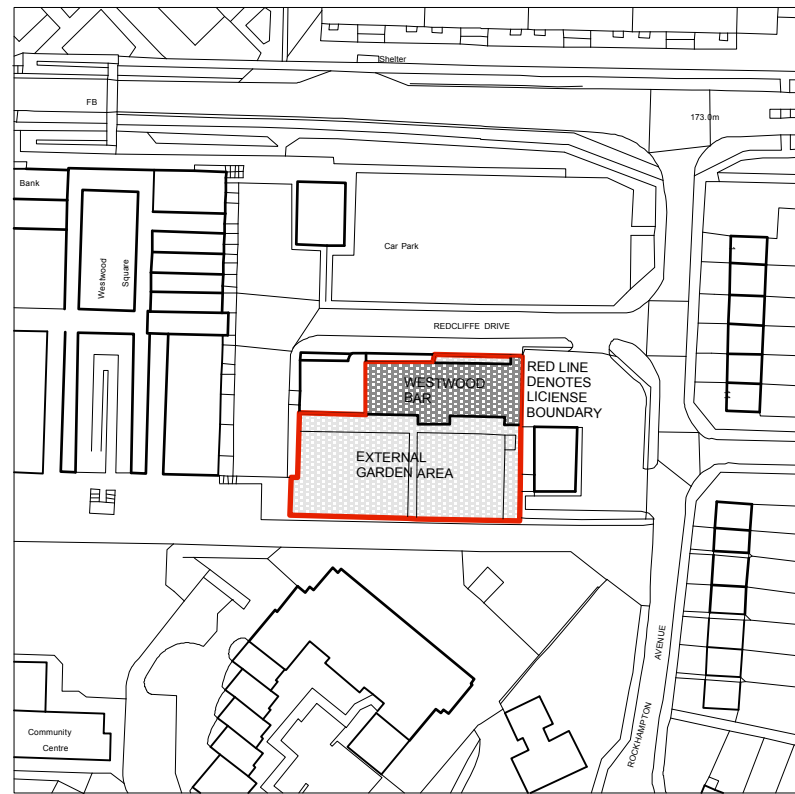 Shelter
FB
173.0m
Bank
Westwood
Square
Car Park
REDCLIFFE DRIVE
WESTWOOD
BAR
RED LINE
DENOTES
LICIENSE
BOUNDARY
EXTERNAL
GARDEN AREA
ROCKHAMPTON
AVENUE
Community
Centre